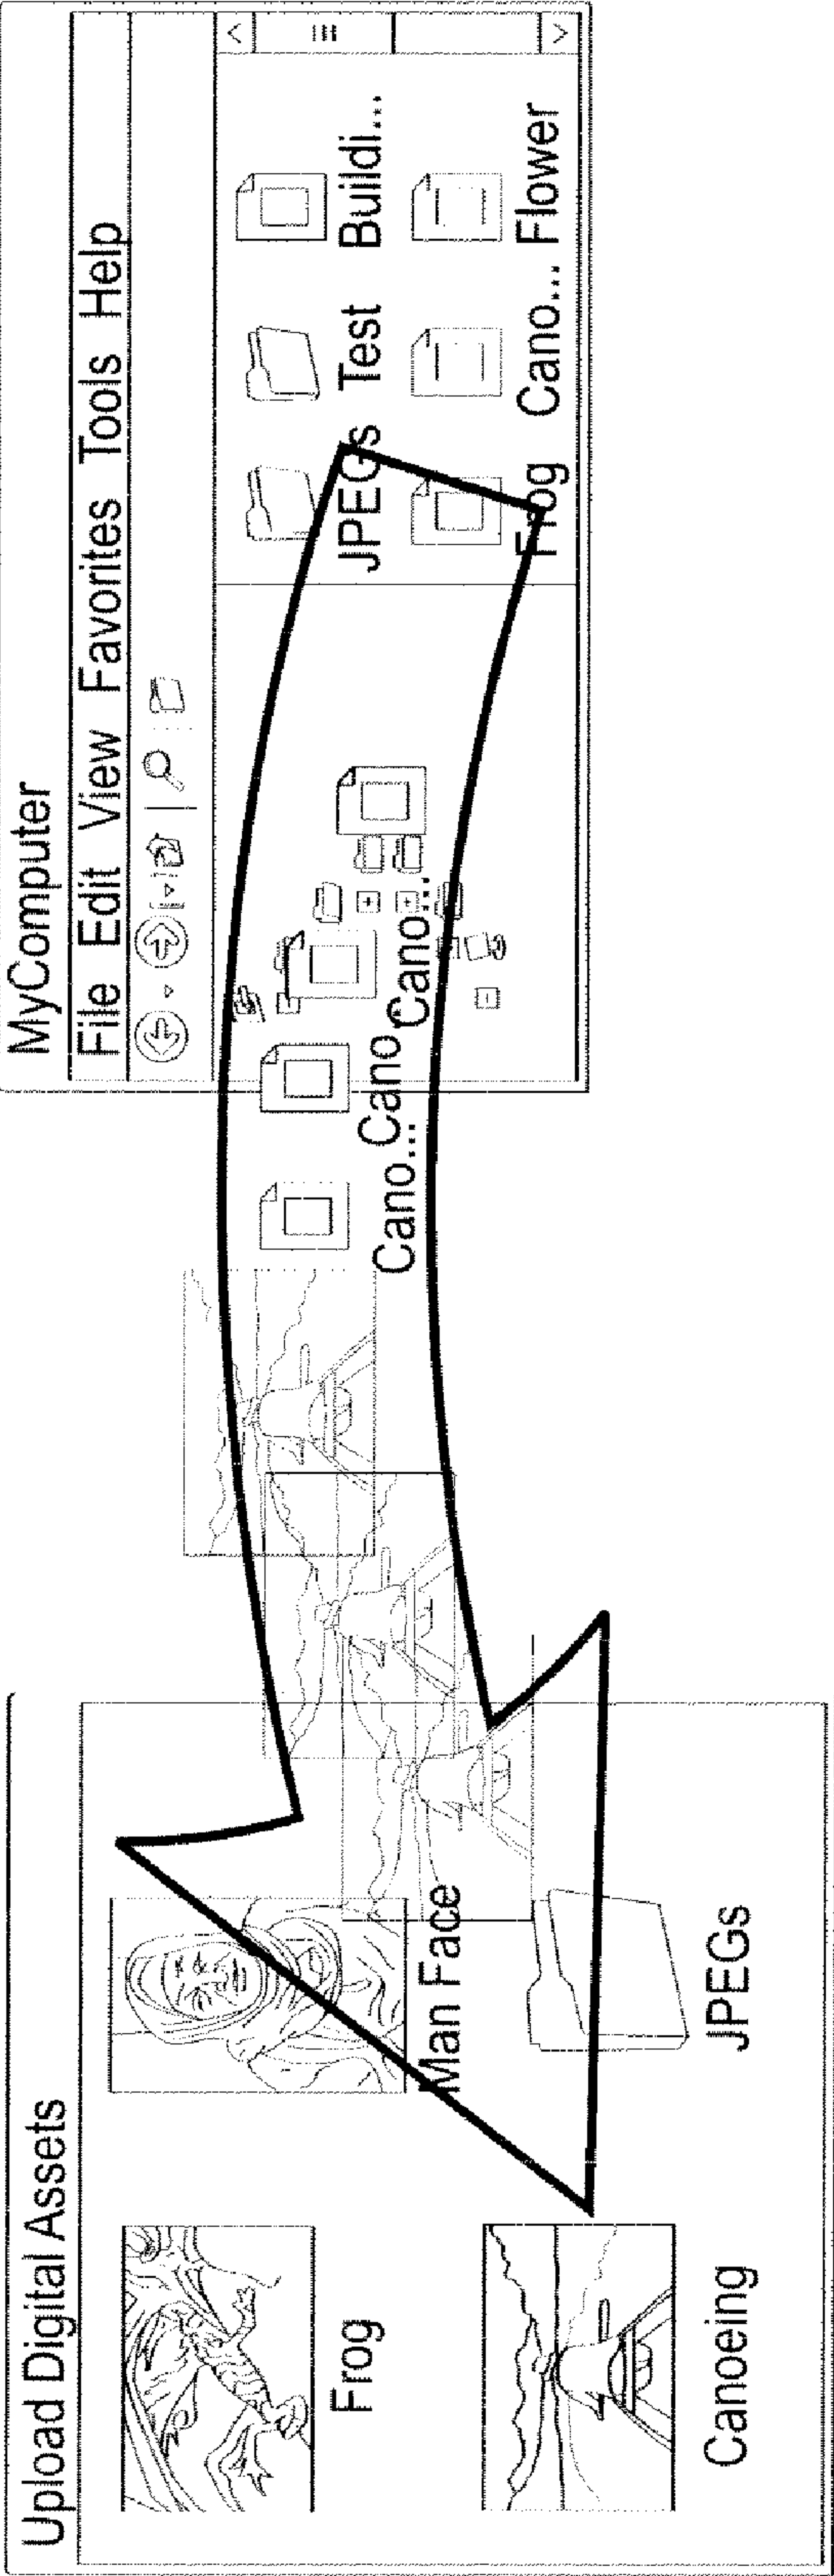 Upload Digital Assets
Frog
Man Face
Canoeing
JPEGs
MyComputer
File Edit View Favorites Tools Help
JPEGs Test Buildi...
Frog Cano... Flower
Cano...
Cano
Cano...